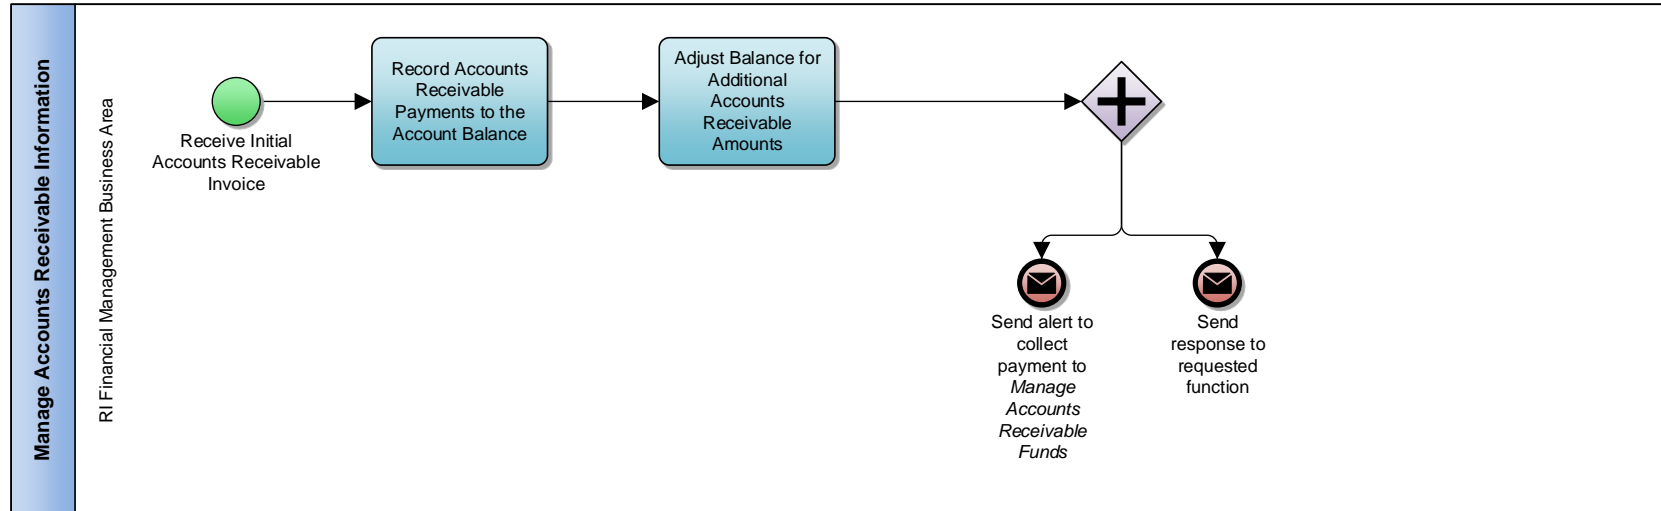 Manage Accounts Receivable Information
RI Financial Management Business Area
Receive Initial
Accounts Receivable
Invoice
Record Accounts
Receivable
Payments to the
Account Balance
Adjust Balance for
Additional
Accounts
Receivable
Amounts
Send alert to
collect
payment to
Manage
Accounts
Receivable
Funds
Send
response to
requested
function